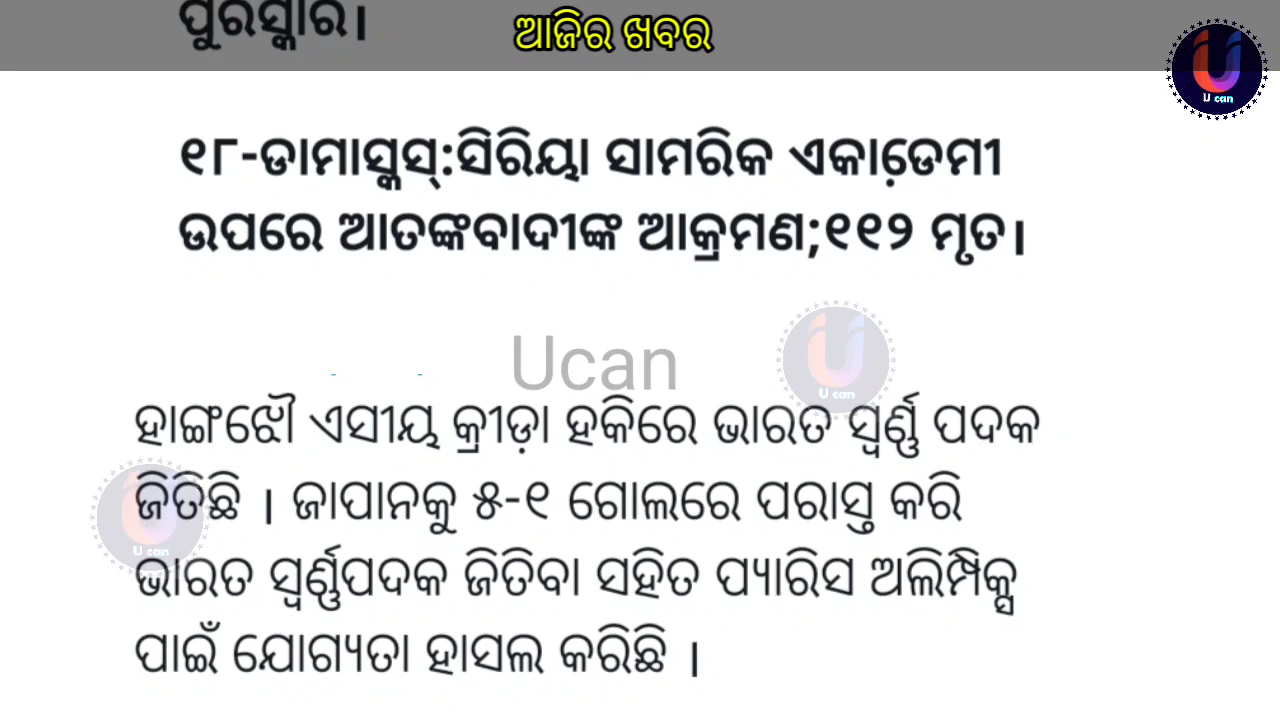 ପୁରସ୍କାର।
ଆଜିର ଖବର
U can
୧୮-ଡାମାସ୍କସ୍:ସିରିୟା ସାମରିକ ଏକାଡ଼େମୀ
ଉପରେ ଆତଙ୍କବାଦୀଙ୍କ ଆକ୍ରମଣ;୧୧୨ ମୃତ।
Ucan
U can
ହାଙ୍ଗଝୌ ଏସୀୟ କ୍ରୀଡ଼ା ହକିରେ ଭାରତ ସ୍ୱର୍ଣ୍ଣ ପଦକ
ଜିତିଛି । ଜାପାନକୁ ୫-୧ ଗୋଲରେ ପରାସ୍ତ କରି
U can
ଭାରତ ସ୍ୱର୍ଣ୍ଣପଦକ ଜିତିବା ସହିତ ପ୍ୟାରିସ ଅଲିମ୍ପିକ୍ସ
ପାଇଁ ଯୋଗ୍ୟତା ହାସଲ କରିଛି ।